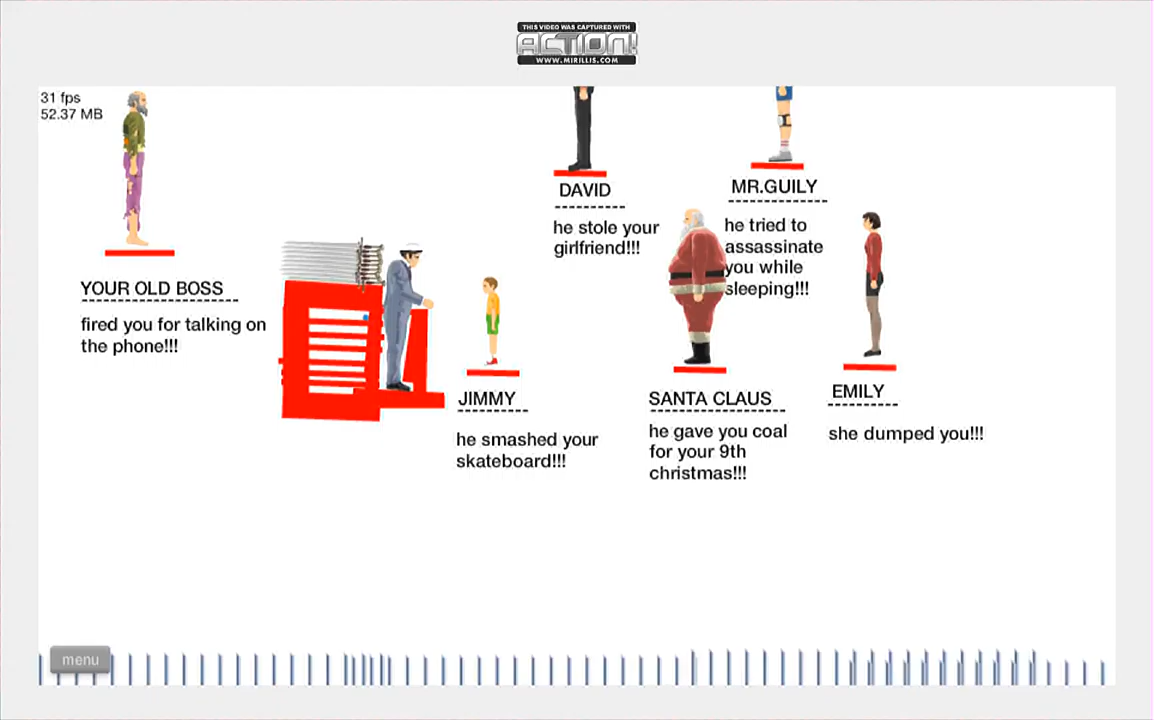 THIS VIDEO WAS CAPTURED WITH
ACTION!
WWW.MIRILLIS.COM
31 fps
52.37 MB
DAVID
he stole your
girlfriend!!!
MR.GUILY
he tried to
assassinate
you while
sleeping!!!
YOUR OLD BOSS
fired you for talking on
the phone!!!
JIMMY
he smashed your
skateboard!!!
SANTA CLAUS
he gave you coal
for your 9th
christmas!!!
EMILY
she dumped you!!!
menu